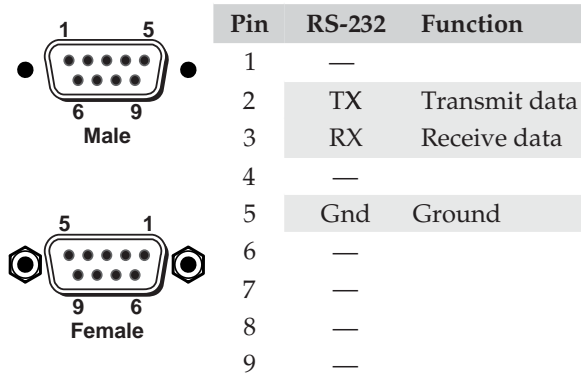 1 5
6 9
Male
5 1
9 6
Female
Pin RS-232 Function
1 —
2 TX Transmit data
3 RX Receive data
4 —
5 Gnd Ground
6 —
7 —
8 —
9 —